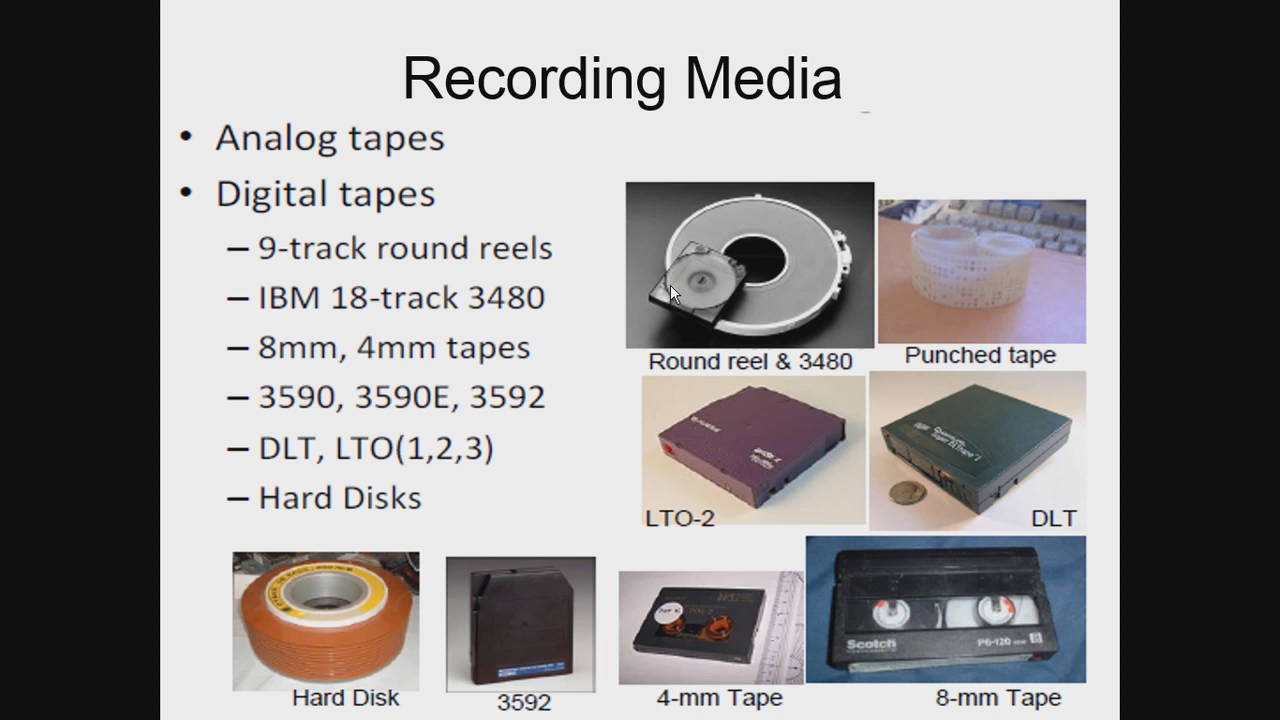 Recording Media
• Analog tapes
• Digital tapes
– 9-track round reels
– IBM 18-track 3480
– 8mm, 4mm tapes
– 3590, 3590E, 3592
– DLT, LTO(1,2,3)
– Hard Disks
Round reel & 3480
Punched tape
LTO-2
DLT
Scotch
P6-120
8
Hard Disk
3592
4-mm Tape
8-mm Tape